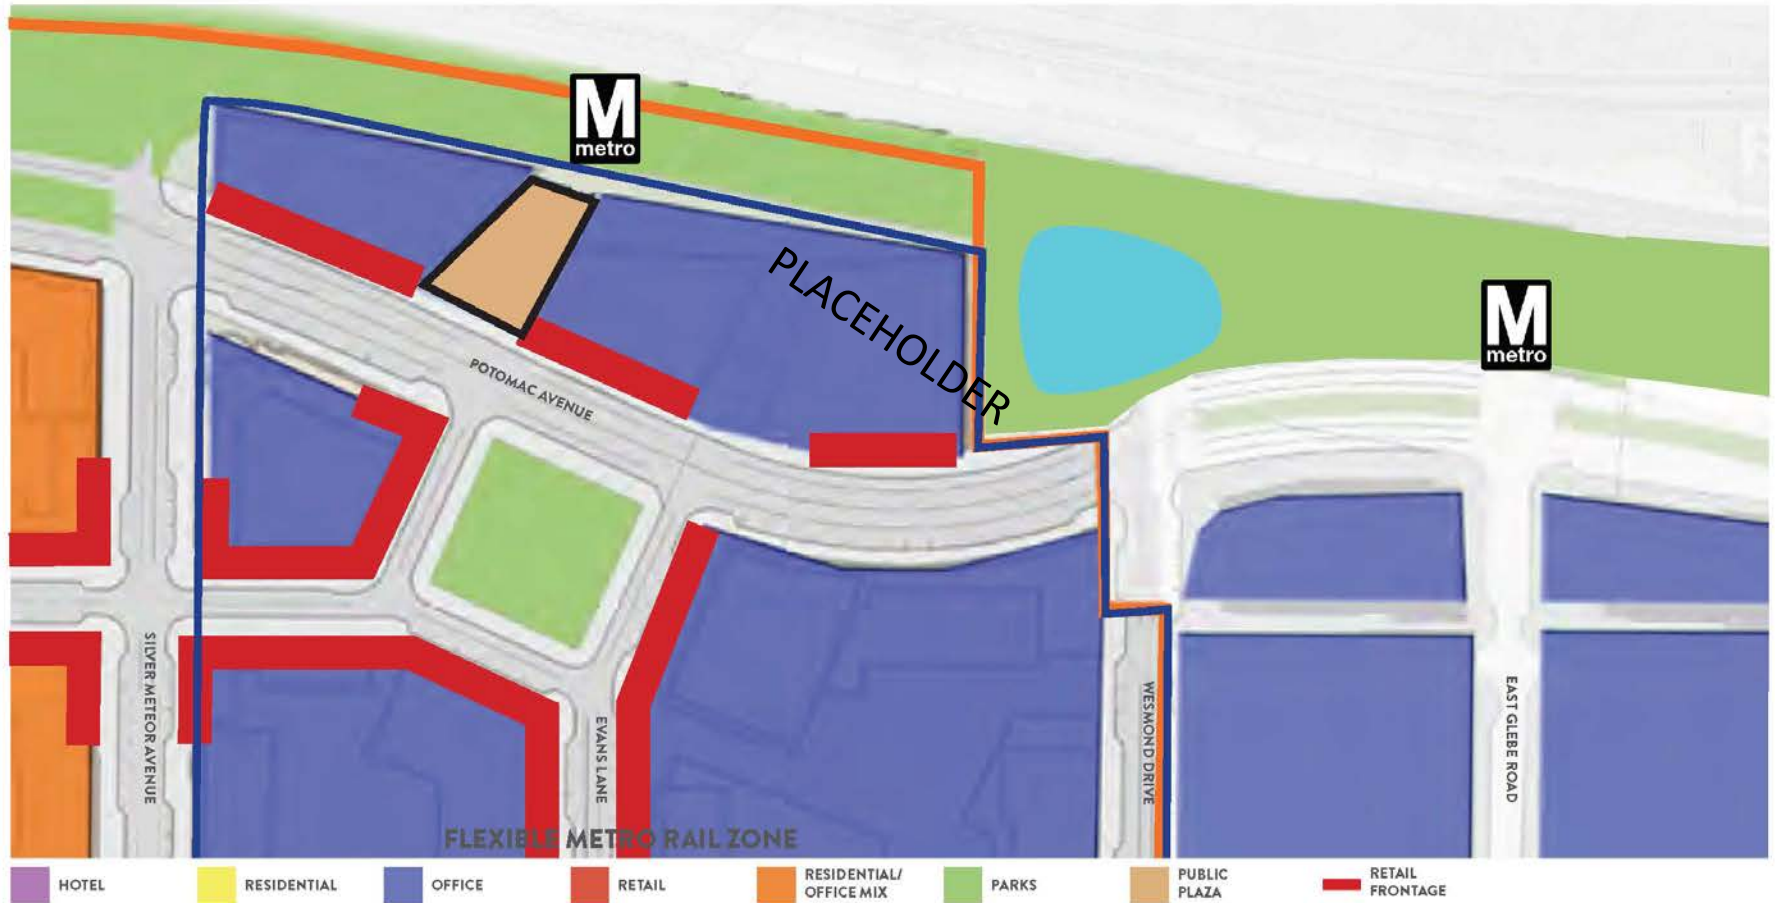 M
metro
PLACEHOLDER
M
metro
POTOMAC AVENUE
SILVER METEOR AVENUE
EVANS LANE
WESMOND DRIVE
EAST GLEBE ROAD
FLEXIBLE METRO RAIL ZONE
HOTEL
RESIDENTIAL
OFFICE
RETAIL
RESIDENTIAL/
OFFICE MIX
PARKS
PUBLIC
PLAZA
RETAIL
FRONTAGE